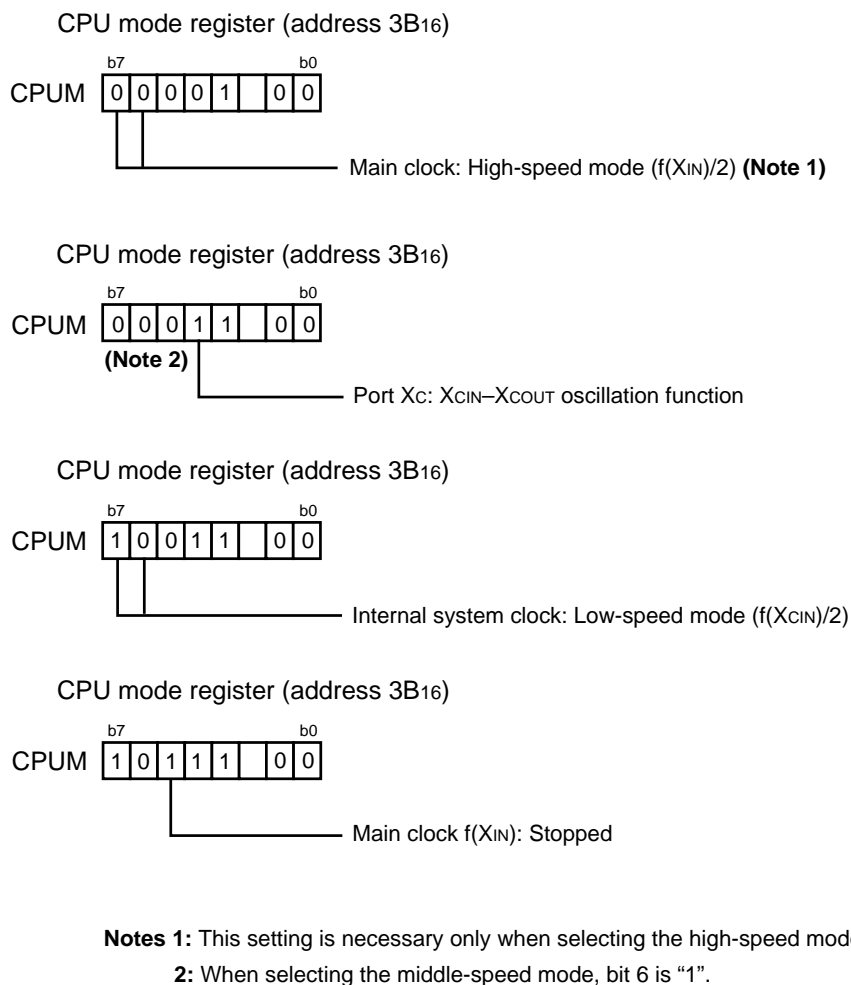 CPU mode register (address 3B16)
b7 b0
CPUM 0 0 0 0 1 0 0
Main clock: High-speed mode (f(XIN)/2) (Note 1)
CPU mode register (address 3B16)
b7 b0
CPUM 0 0 0 1 1 0 0
(Note 2)
Port XC: XCIN–XCOUT oscillation function
CPU mode register (address 3B16)
b7 b0
CPUM 1 0 0 1 1 0 0
Internal system clock: Low-speed mode (f(XCIN)/2)
CPU mode register (address 3B16)
b7 b0
CPUM 1 0 1 1 1 0 0
Main clock f(XIN): Stopped
Notes 1: This setting is necessary only when selecting the high-speed mod
2: When selecting the middle-speed mode, bit 6 is “1”.